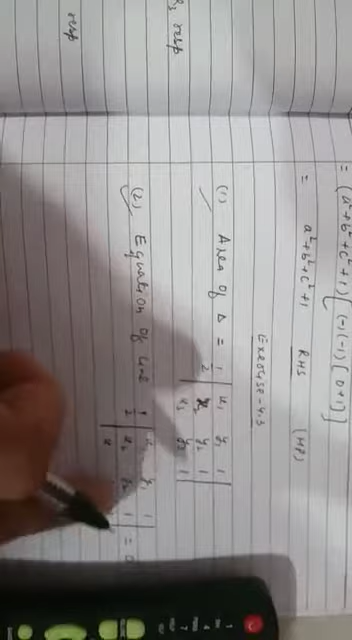 = (a²+b²+c²+1) [(-1)(-1) [0+1]]
= a²+b²+c²+1 RHS (HP)
Exercise-4.3
(1) Area of Δ = 1/2 | x₁ y₁ 1
x₂ y₂ 1
x₃ y₃ 1 |
(2) Equation of line 1/2 | x₁ y₁ 1
x₂ y₂ 1
x = 0
resp
resp